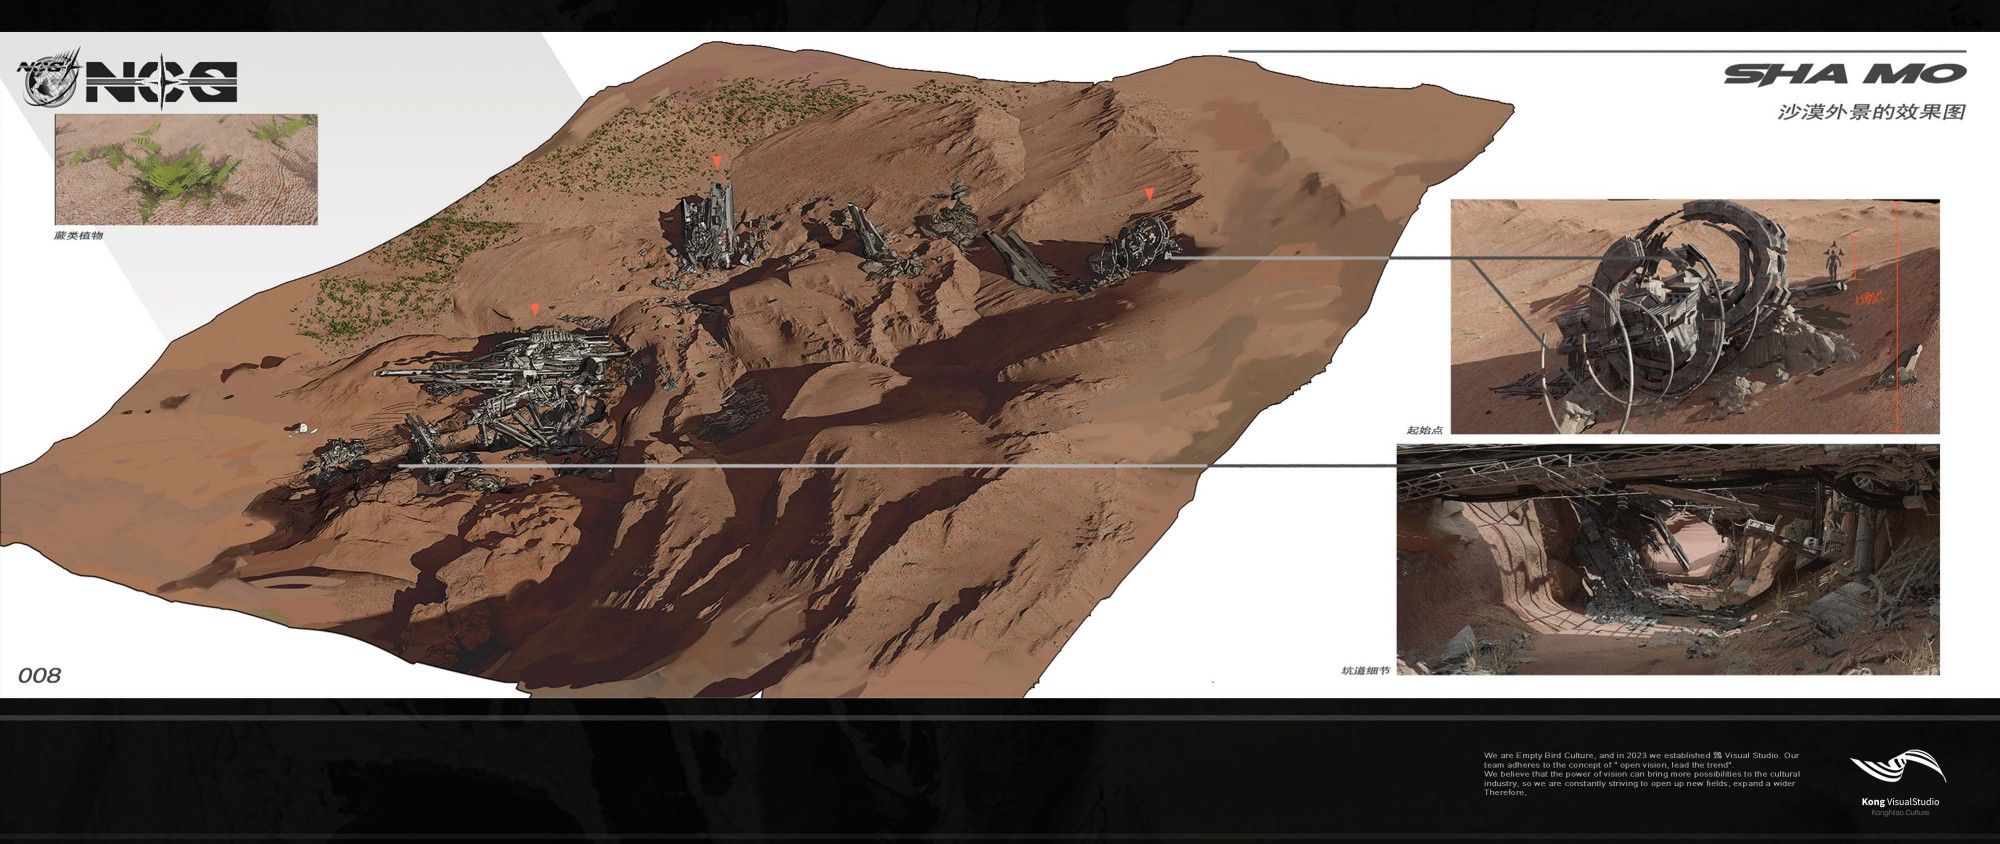 NCG
SHA MO
沙漠外景的效果图
蕨类植物
起始点
坑道细节
008
We are Empty Bird Culture, and in 2023 we established 鵼 Visual Studio. Our
team adheres to the concept of " open vision, lead the trend".
We believe that the power of vision can bring more possibilities to the cultural
industry, so we are constantly striving to open up new fields, expand a wider
Therefore,
Kong VisualStudio
KongNiao Culture